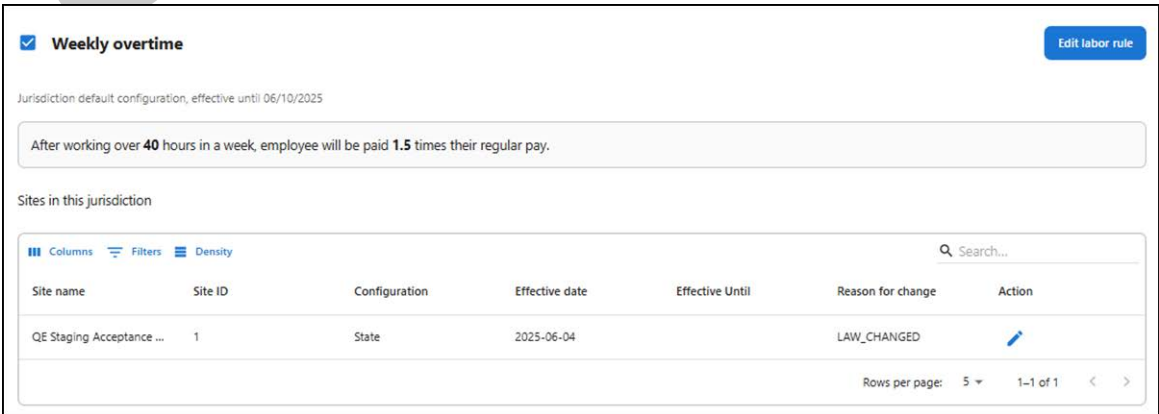 Weekly overtime
Edit labor rule
Jurisdiction default configuration, effective until 06/10/2025
After working over 40 hours in a week, employee will be paid 1.5 times their regular pay.
Sites in this jurisdiction
Columns Filters Density Search...
Site name Site ID Configuration Effective date Effective Until Reason for change Action
QE Staging Acceptance ... 1 State 2025-06-04 LAW_CHANGED
Rows per page: 5 1–1 of 1